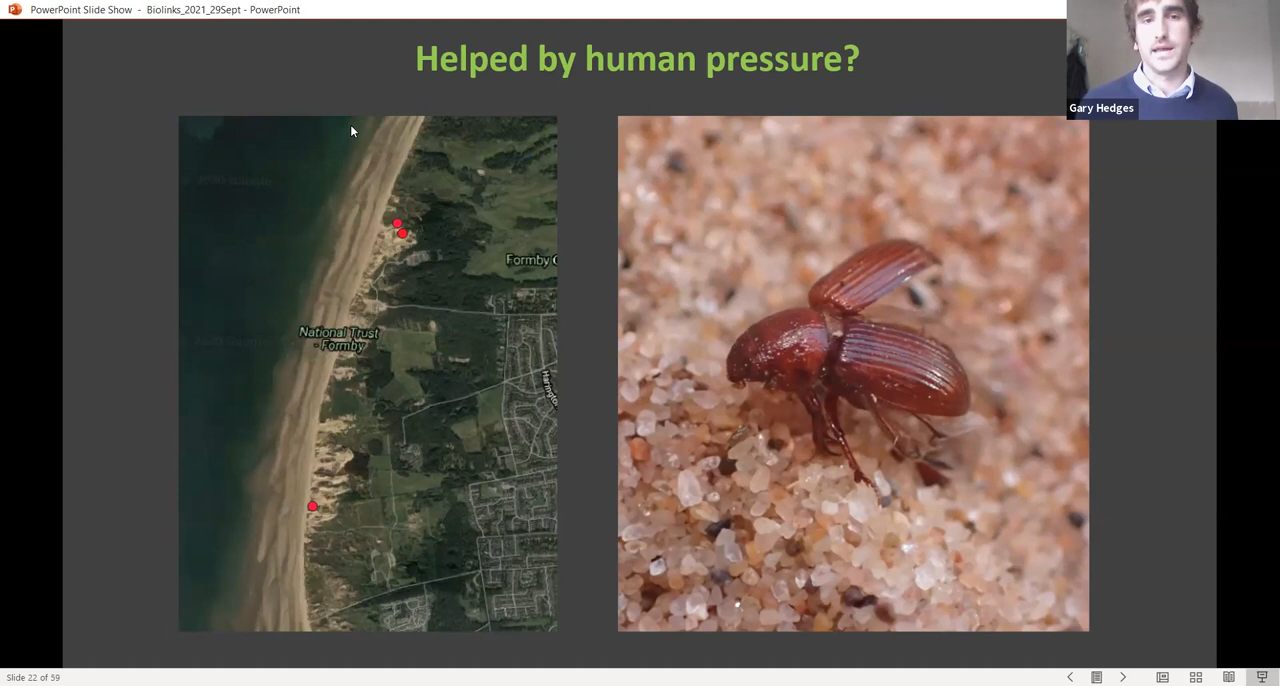 PowerPoint Slide Show - Biolinks_2021_29Sept - PowerPoint
Helped by human pressure?
Gary Hedges
Formby
National Trust
- Formby
Slide 22 of 59